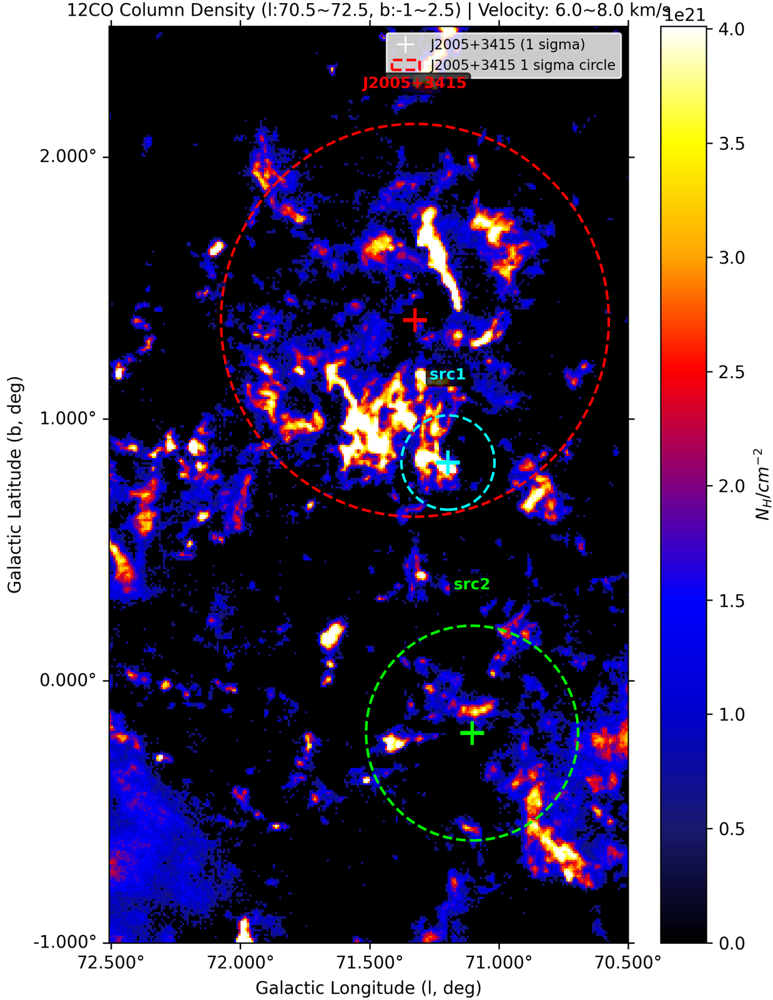 12CO Column Density (l:70.5~72.5, b:-1~2.5) | Velocity: 6.0~8.0 km/s
1e21
J2005+3415 (1 sigma)
J2005+3415 1 sigma circle
J2005+3415
src1
src2
2.000°
1.000°
0.000°
-1.000°
Galactic Latitude (b, deg)
72.500°
72.000°
71.500°
71.000°
70.500°
Galactic Longitude (l, deg)
4.0
3.5
3.0
2.5
2.0
1.5
1.0
0.5
0.0
N_H/cm^{-2}